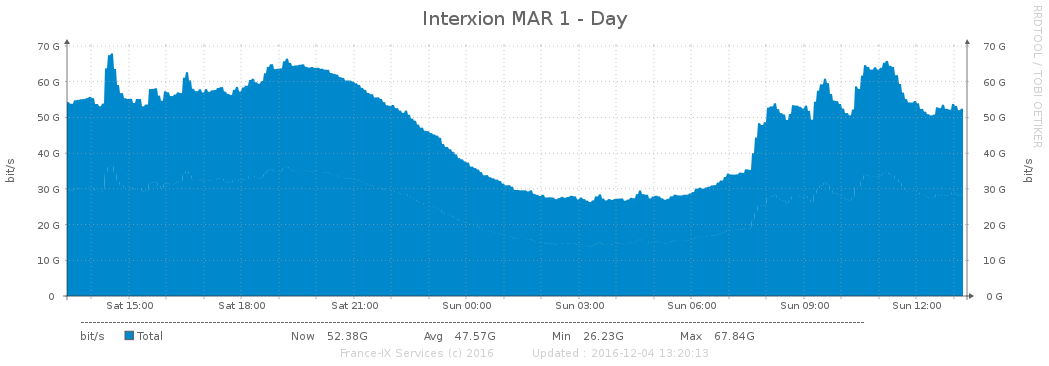 Interxion MAR 1 - Day
RRDTOOL / TOBI OETIKER
70 G 70 G
60 G 60 G
50 G 50 G
40 G 40 G
30 G 30 G
20 G 20 G
10 G 10 G
0 0 G
bit/s bit/s
Sat 15:00 Sat 18:00 Sat 21:00 Sun 00:00 Sun 03:00 Sun 06:00 Sun 09:00 Sun 12:00
bit/s Total Now 52.38G Avg 47.57G Min 26.23G Max 67.84G
France-IX Services (c) 2016 Updated : 2016-12-04 13:20:13